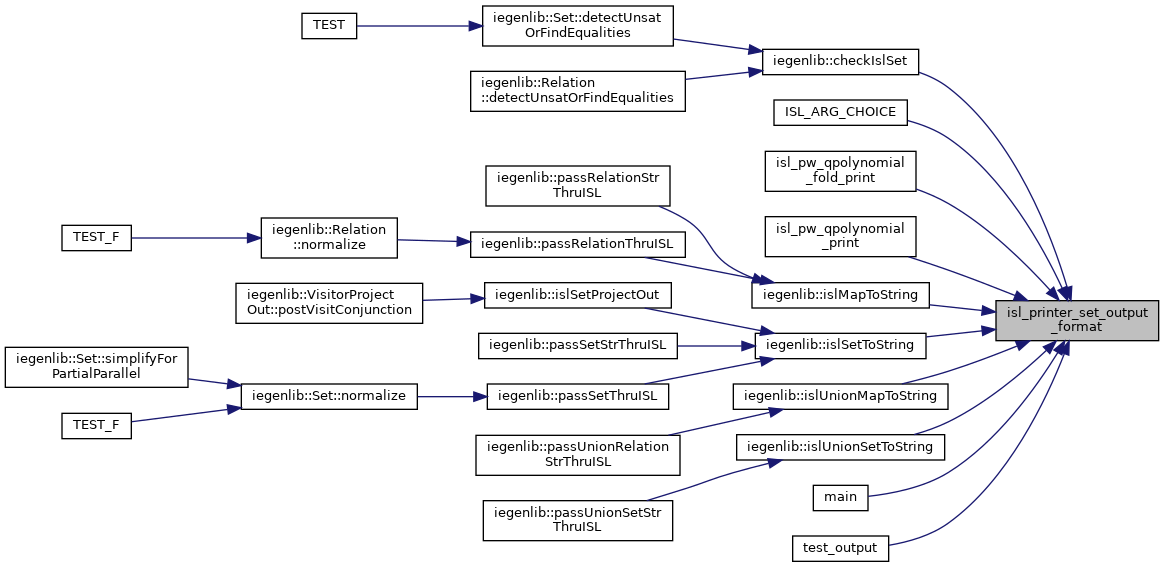 TEST
iegenlib::Set::detectUnsat
OrFindEqualities
iegenlib::checkIslSet
iegenlib::Relation
::detectUnsatOrFindEqualities
ISL_ARG_CHOICE
isl_pw_qpolynomial
_fold_print
iegenlib::passRelationStr
ThruISL
isl_pw_qpolynomial
_print
TEST_F
iegenlib::Relation
::normalize
iegenlib::passRelationThruISL
iegenlib::VisitorProject
Out::postVisitConjunction
iegenlib::islSetProjectOut
iegenlib::islMapToString
isl_printer_set_output
_format
iegenlib::passSetStrThruISL
iegenlib::islSetToString
iegenlib::Set::simplifyFor
PartialParallel
iegenlib::Set::normalize
iegenlib::passSetThruISL
iegenlib::islUnionMapToString
TEST_F
iegenlib::passUnionRelation
StrThruISL
iegenlib::islUnionSetToString
main
iegenlib::passUnionSetStr
ThruISL
test_output